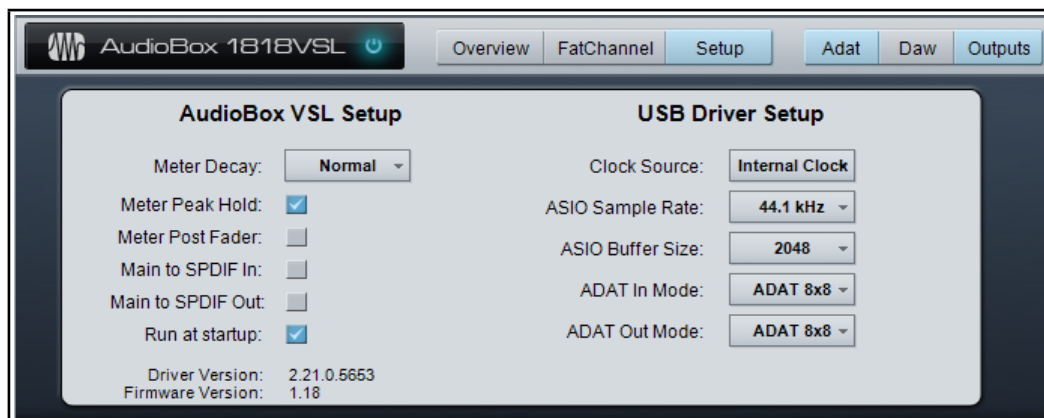 AudioBox 1818VSL
Overview FatChannel Setup Adat Daw Outputs
AudioBox VSL Setup
Meter Decay: Normal
Meter Peak Hold:
Meter Post Fader:
Main to SPDIF In:
Main to SPDIF Out:
Run at startup:
Driver Version: 2.21.0.5653
Firmware Version: 1.18
USB Driver Setup
Clock Source: Internal Clock
ASIO Sample Rate: 44.1 kHz
ASIO Buffer Size: 2048
ADAT In Mode: ADAT 8x8
ADAT Out Mode: ADAT 8x8